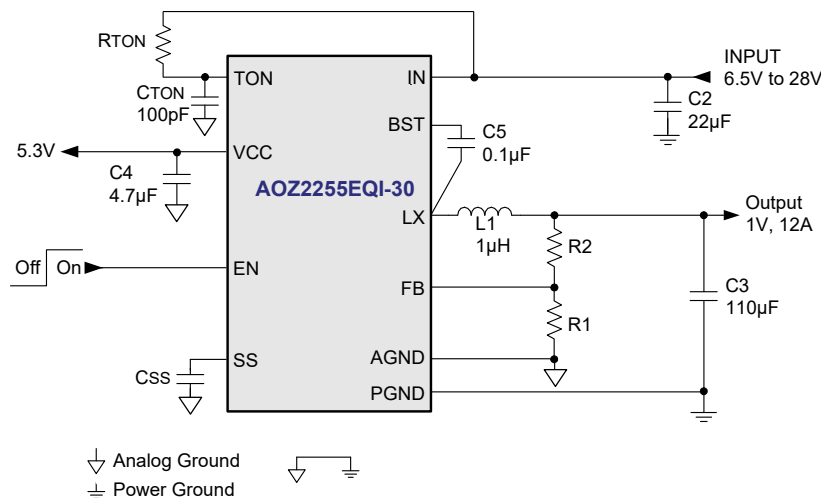 RTON
TON
IN
INPUT
6.5V to 28V
CTON
100pF
C2
22µF
BST
C5
0.1µF
5.3V
VCC
C4
4.7µF
AOZ2255EQI-30
LX
L1
1µH
Output
1V, 12A
R2
Off
On
EN
FB
C3
110µF
R1
SS
CSS
AGND
PGND
Analog Ground
Power Ground